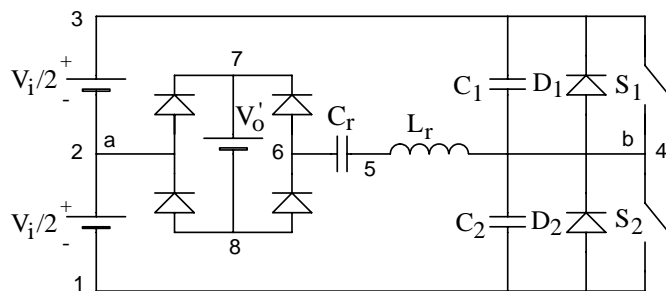 3
V_i/2 + -
7
C_1 D_1 S_1
V_o'
C_r
L_r
2 a
6
5
b 4
V_i/2 + -
C_2 D_2 S_2
8
1